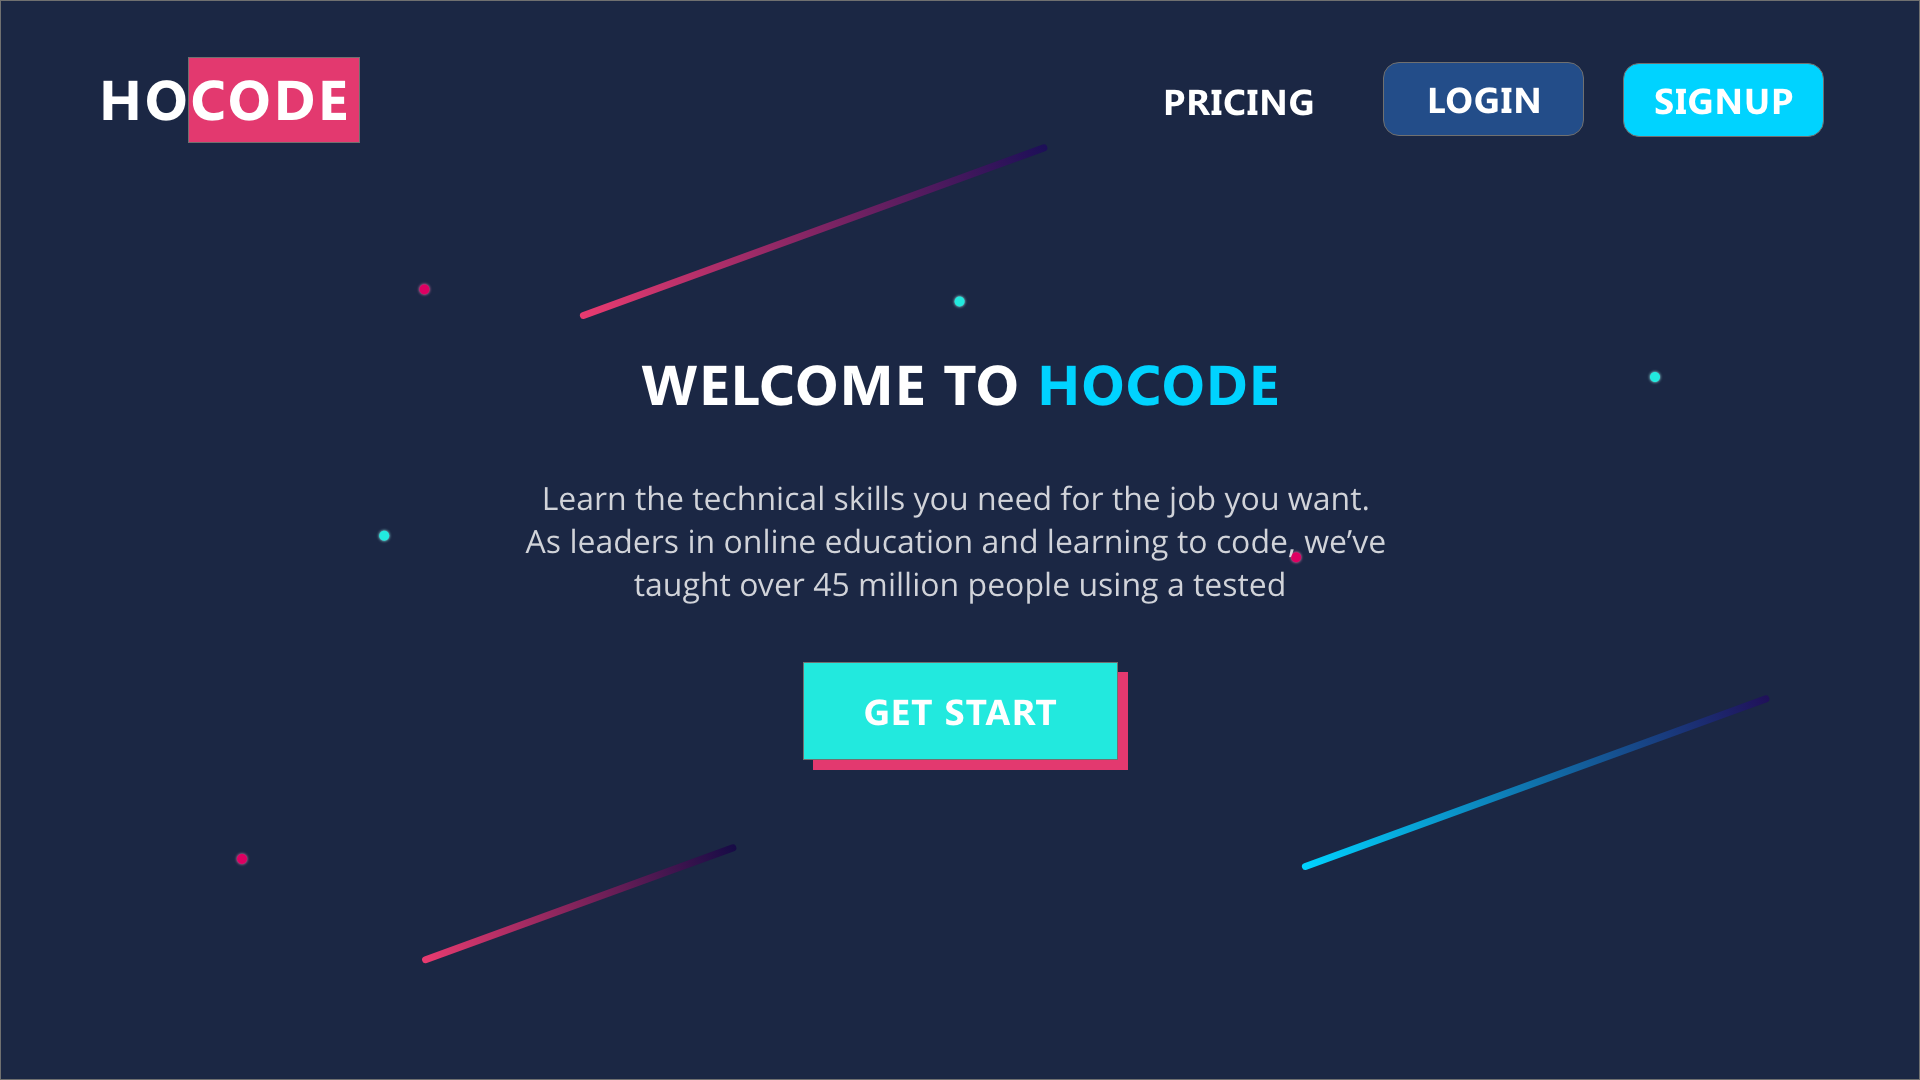 HOCODE
PRICING
LOGIN
SIGNUP
WELCOME TO HOCODE
Learn the technical skills you need for the job you want.
As leaders in online education and learning to code, we’ve
taught over 45 million people using a tested
GET START